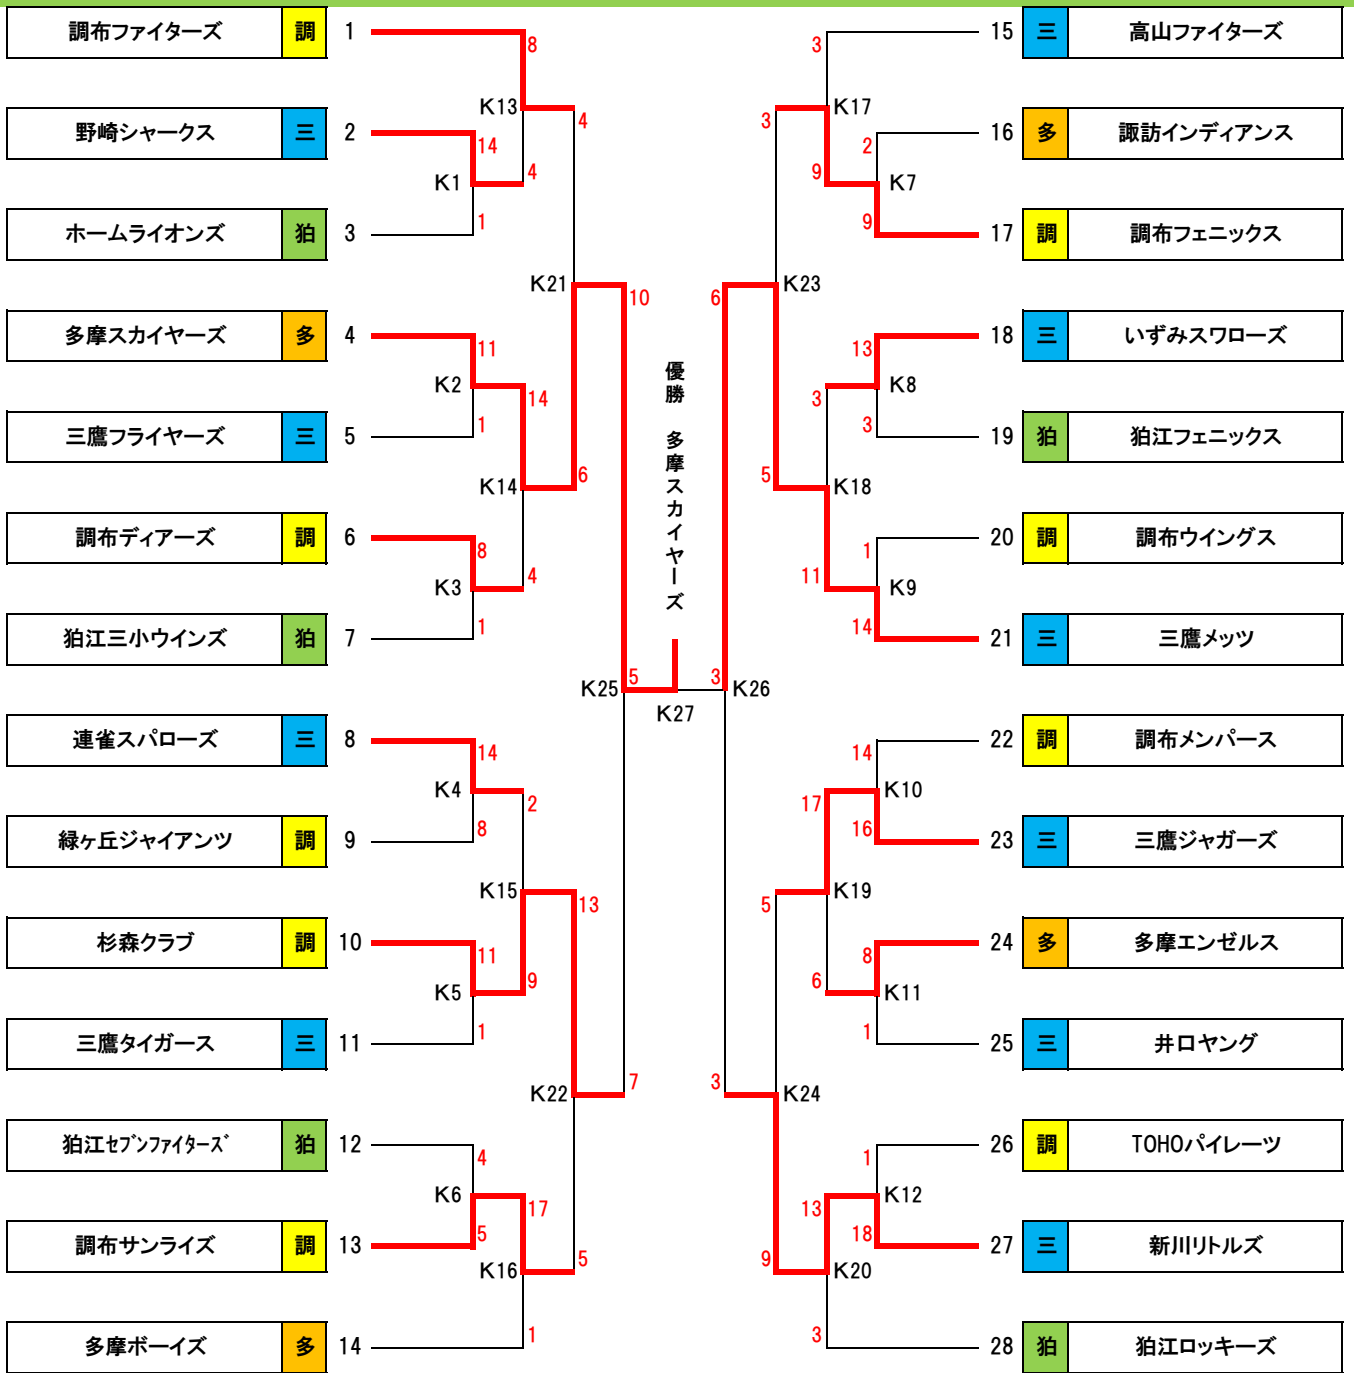 調布ファイターズ 調 1
野崎シャークス 三 2
ホームライオンズ 狛 3
多摩スカイヤーズ 多 4
三鷹フライヤーズ 三 5
調布ディアーズ 調 6
狛江三小ウインズ 狛 7
連雀スパローズ 三 8
緑ヶ丘ジャイアンツ 調 9
杉森クラブ 調 10
三鷹タイガース 三 11
狛江ｾﾌﾞﾝﾌｧｲﾀｰｽﾞ 狛 12
調布サンライズ 調 13
多摩ボーイズ 多 14
8
K13
4
14
K1
4
1
K21
10
11
K2
14
1
K14
6
8
K3
4
1
K25
5
14
K4
2
8
K15
13
11
K5
9
1
K22
7
4
K6
17
5
K16
5
1
優勝 多摩スカイヤーズ
K27
3
K17
3
2
9
K7
9
6
K23
13
3
K8
3
5
K18
1
11
K9
14
3
K26
14
17
K10
16
5
K19
8
6
K11
1
3
K24
1
13
K12
18
9
K20
3
15 三 高山ファイターズ
16 多 諏訪インディアンス
17 調 調布フェニックス
18 三 いずみスワローズ
19 狛 狛江フェニックス
20 調 調布ウイングス
21 三 三鷹メッツ
22 調 調布メンパース
23 三 三鷹ジャガーズ
24 多 多摩エンゼルス
25 三 井口ヤング
26 調 TOHOパイレーツ
27 三 新川リトルズ
28 狛 狛江ロッキーズ